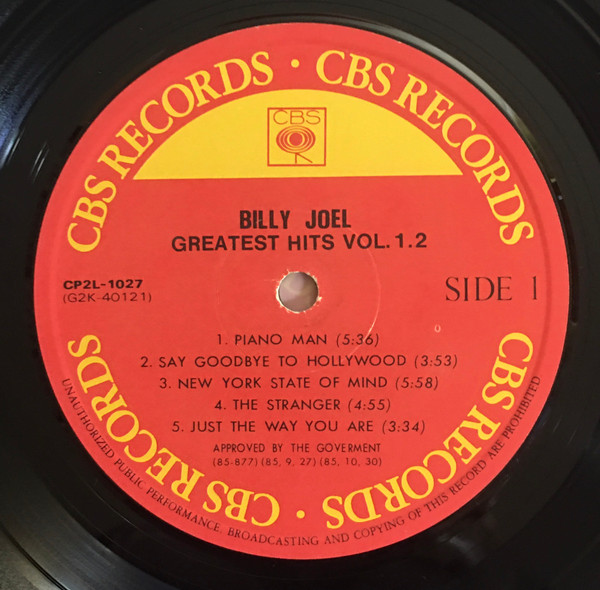 CBS RECORDS · CBS RECORDS
CBS
BILLY JOEL
GREATEST HITS VOL. 1.2
CP2L-1027
(G2K-40121)
SIDE 1
1. PIANO MAN (5:36)
2. SAY GOODBYE TO HOLLYWOOD (3:53)
3. NEW YORK STATE OF MIND (5:58)
4. THE STRANGER (4:55)
5. JUST THE WAY YOU ARE (3:34)
APPROVED BY THE GOVERMENT
(85-877) (85, 9, 27) (85, 10, 30)
CBS RECORDS · CBS RECORDS
UNAUTHORIZED PUBLIC PERFORMANCE, BROADCASTING AND COPYING OF THIS RECORD ARE PROHIBITED